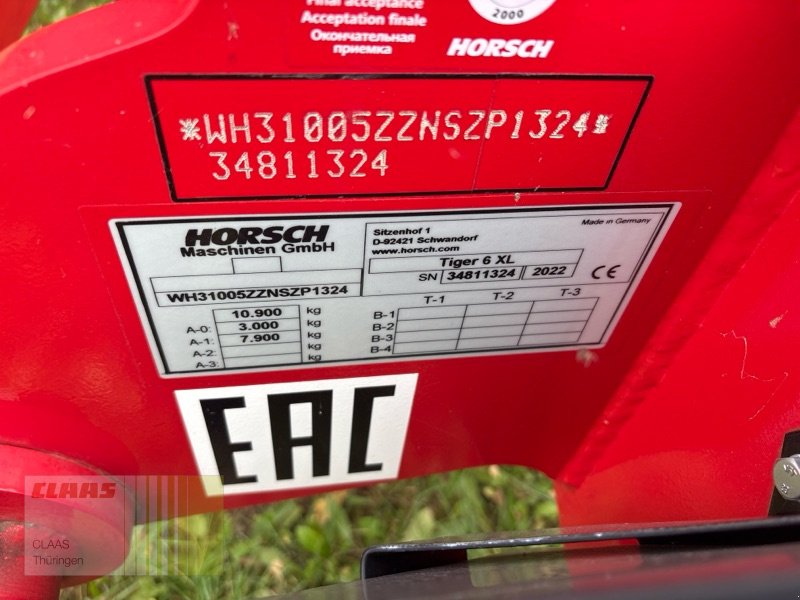 Final acceptance
Acceptation finale
Окончательная
приемка
2000
HORSCH
*WH31005ZZNSZP1324*
34811324
HORSCH
Maschinen GmbH
Sitzenhof 1
D-92421 Schwandorf
www.horsch.com
Made in Germany
Tiger 6 XL
SN 34811324 2022
CE
WH31005ZZNSZP1324
T-1 T-2 T-3
10.900 kg
A-0: 3.000 kg
A-1: 7.900 kg
A-2: kg
A-3: kg
B-1
B-2
B-3
B-4
EAC
CLAAS
CLAAS
Thüringen